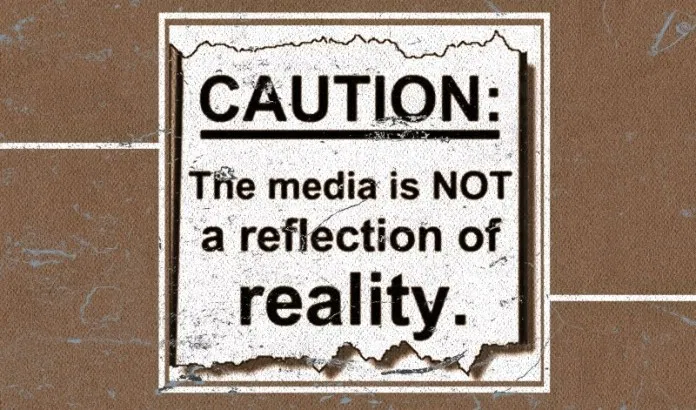 CAUTION:
The media is NOT
a reflection of
reality.